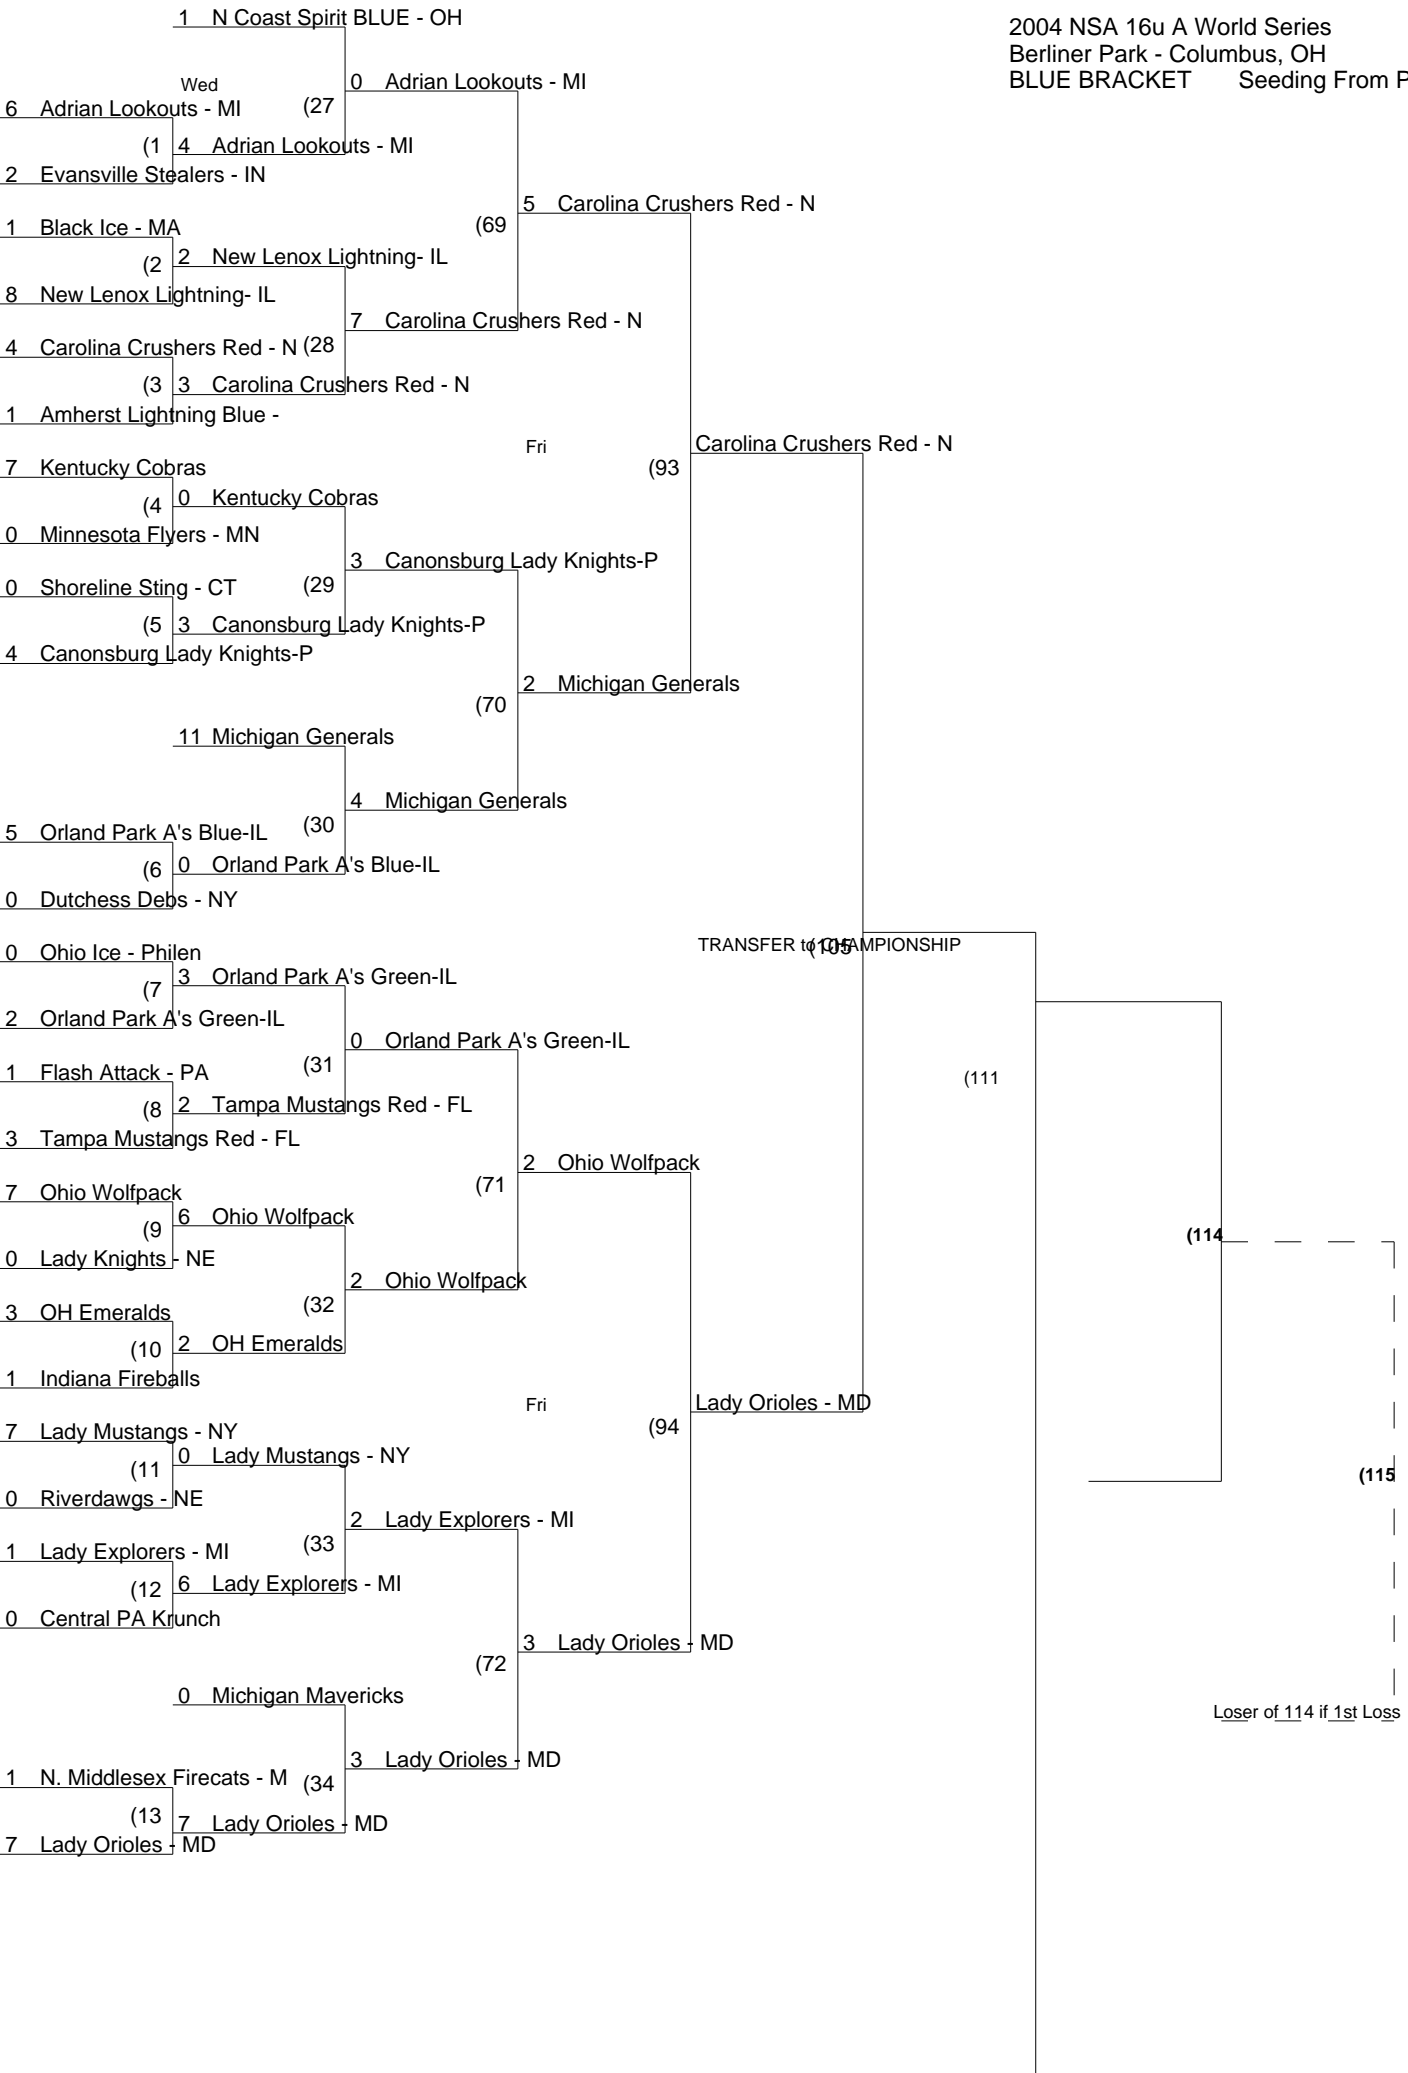 1 N Coast Spirit BLUE - OH
2004 NSA 16u A World Series
Berliner Park - Columbus, OH
BLUE BRACKET Seeding From P
Wed
0 Adrian Lookouts - MI
6 Adrian Lookouts - MI
(27
(1
4 Adrian Lookouts - MI
2 Evansville Stealers - IN
5 Carolina Crushers Red - N
1 Black Ice - MA
(69
(2
2 New Lenox Lightning- IL
8 New Lenox Lightning- IL
7 Carolina Crushers Red - N
4 Carolina Crushers Red - N
(28
(3
3 Carolina Crushers Red - N
1 Amherst Lightning Blue -
Fri
Carolina Crushers Red - N
7 Kentucky Cobras
(93
(4
0 Kentucky Cobras
0 Minnesota Flyers - MN
3 Canonsburg Lady Knights-P
0 Shoreline Sting - CT
(29
(5
3 Canonsburg Lady Knights-P
4 Canonsburg Lady Knights-P
2 Michigan Generals
(70
11 Michigan Generals
4 Michigan Generals
5 Orland Park A's Blue-IL
(30
(6
0 Orland Park A's Blue-IL
0 Dutchess Debs - NY
TRANSFER to CHAMPIONSHIP
(105
0 Ohio Ice - Philen
(7
3 Orland Park A's Green-IL
2 Orland Park A's Green-IL
0 Orland Park A's Green-IL
1 Flash Attack - PA
(31
(111
(8
2 Tampa Mustangs Red - FL
3 Tampa Mustangs Red - FL
2 Ohio Wolfpack
7 Ohio Wolfpack
(71
(9
6 Ohio Wolfpack
(114
0 Lady Knights - NE
2 Ohio Wolfpack
3 OH Emeralds
(32
(10
2 OH Emeralds
1 Indiana Fireballs
Fri
Lady Orioles - MD
7 Lady Mustangs - NY
(94
(11
0 Lady Mustangs - NY
(115
0 Riverdawgs - NE
2 Lady Explorers - MI
1 Lady Explorers - MI
(33
(12
6 Lady Explorers - MI
0 Central PA Krunch
3 Lady Orioles - MD
(72
0 Michigan Mavericks
Loser of 114 if 1st Loss
3 Lady Orioles - MD
1 N. Middlesex Firecats - M
(34
(13
7 Lady Orioles - MD
7 Lady Orioles - MD